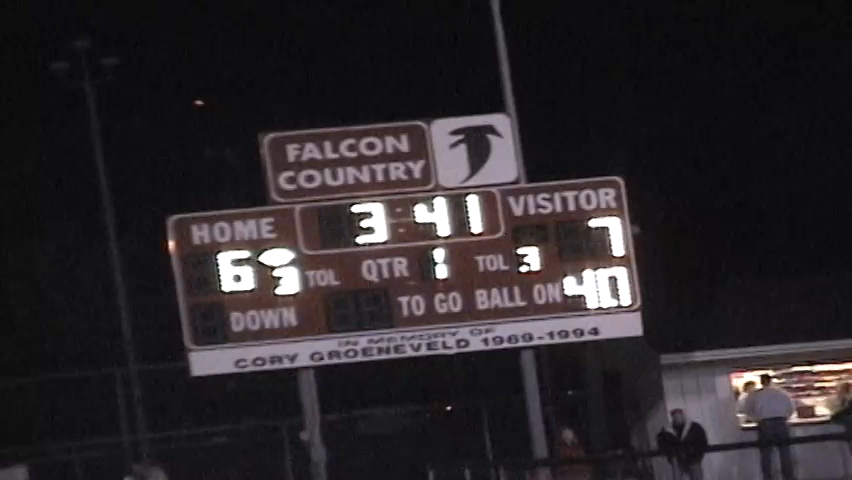 FALCON
COUNTRY
HOME 3:41 VISITOR
6 3 TOL QTR 1 TOL 3 7
DOWN TO GO BALL ON 40
IN MEMORY OF
CORY GROENEVELD 1969-1994